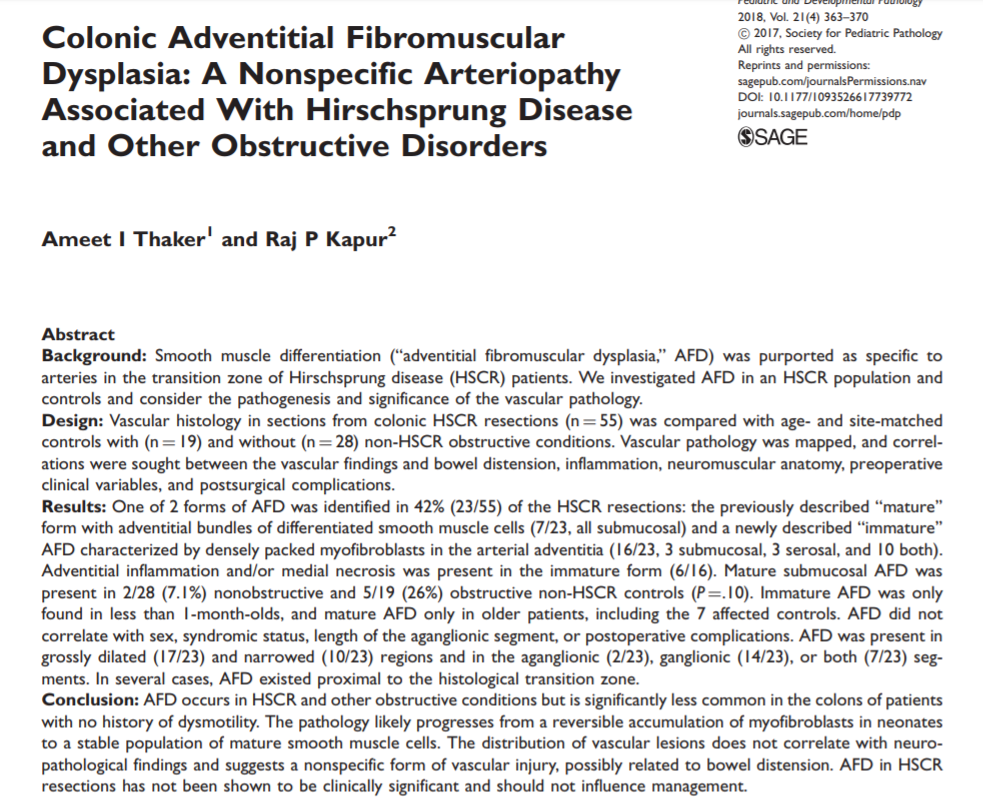 Pediatric and Developmental Pathology
2018, Vol. 21(4) 363–370
© 2017, Society for Pediatric Pathology
All rights reserved.
Reprints and permissions:
sagepub.com/journalsPermissions.nav
DOI: 10.1177/1093526617739772
journals.sagepub.com/home/pdp
SAGE
Colonic Adventitial Fibromuscular
Dysplasia: A Nonspecific Arteriopathy
Associated With Hirschsprung Disease
and Other Obstructive Disorders
Ameet I Thaker1 and Raj P Kapur2
Abstract
Background: Smooth muscle differentiation (“adventitial fibromuscular dysplasia,” AFD) was purported as specific to
arteries in the transition zone of Hirschsprung disease (HSCR) patients. We investigated AFD in an HSCR population and
controls and consider the pathogenesis and significance of the vascular pathology.
Design: Vascular histology in sections from colonic HSCR resections (n = 55) was compared with age- and site-matched
controls with (n = 19) and without (n = 28) non-HSCR obstructive conditions. Vascular pathology was mapped, and correl-
ations were sought between the vascular findings and bowel distension, inflammation, neuromuscular anatomy, preoperative
clinical variables, and postsurgical complications.
Results: One of 2 forms of AFD was identified in 42% (23/55) of the HSCR resections: the previously described “mature”
form with adventitial bundles of differentiated smooth muscle cells (7/23, all submucosal) and a newly described “immature”
AFD characterized by densely packed myofibroblasts in the arterial adventitia (16/23, 3 submucosal, 3 serosal, and 10 both).
Adventitial inflammation and/or medial necrosis was present in the immature form (6/16). Mature submucosal AFD was
present in 2/28 (7.1%) nonobstructive and 5/19 (26%) obstructive non-HSCR controls (P = .10). Immature AFD was only
found in less than 1-month-olds, and mature AFD only in older patients, including the 7 affected controls. AFD did not
correlate with sex, syndromic status, length of the aganglionic segment, or postoperative complications. AFD was present in
grossly dilated (17/23) and narrowed (10/23) regions and in the aganglionic (2/23), ganglionic (14/23), or both (7/23) seg-
ments. In several cases, AFD existed proximal to the histological transition zone.
Conclusion: AFD occurs in HSCR and other obstructive conditions but is significantly less common in the colons of patients
with no history of dysmotility. The pathology likely progresses from a reversible accumulation of myofibroblasts in neonates
to a stable population of mature smooth muscle cells. The distribution of vascular lesions does not correlate with neuro-
pathological findings and suggests a nonspecific form of vascular injury, possibly related to bowel distension. AFD in HSCR
resections has not been shown to be clinically significant and should not influence management.